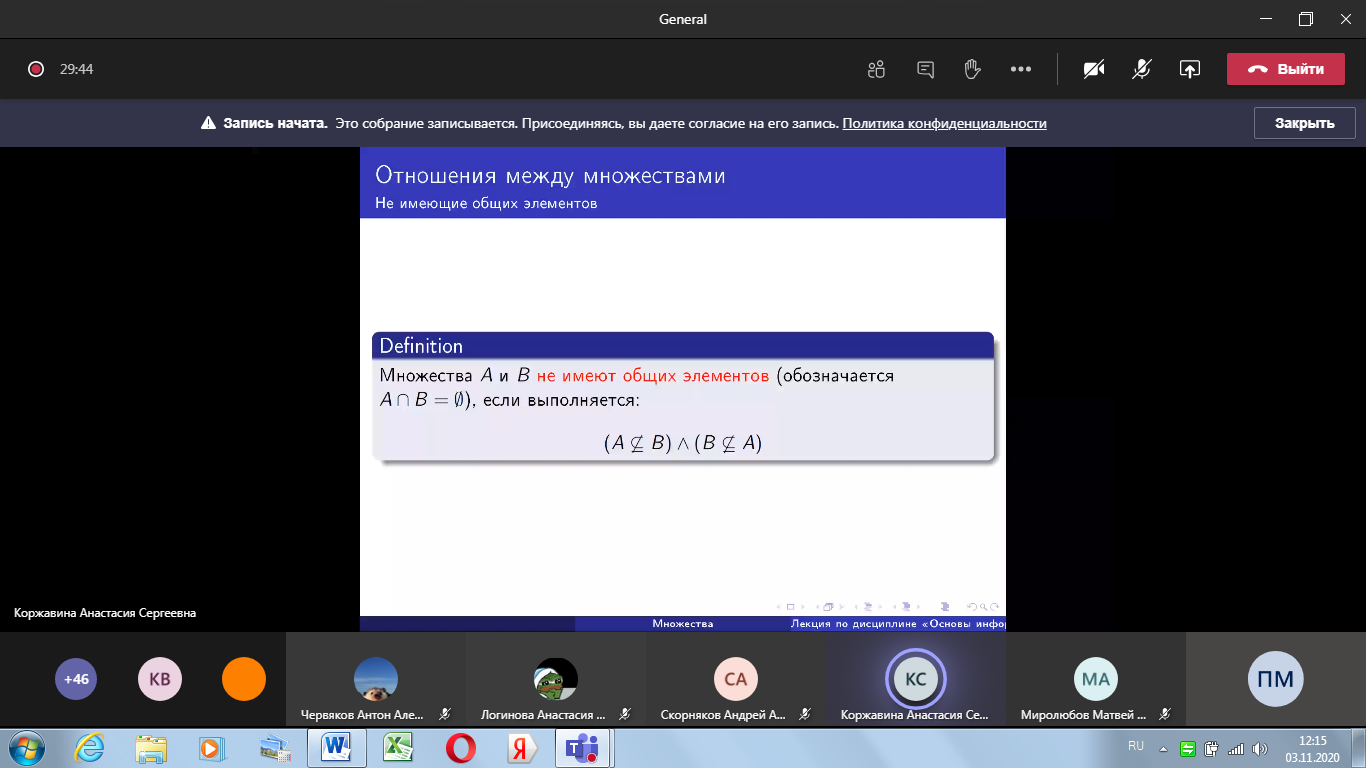 General
29:44
Выйти
Запись начата. Это собрание записывается. Присоединяясь, вы даете согласие на его запись. Политика конфиденциальности
Закрыть
Отношения между множествами
Не имеющие общих элементов
Definition
Множества A и B не имеют общих элементов (обозначается
A ∩ B = ∅), если выполняется:
(A ⊈ B) ∧ (B ⊈ A)
Множества
Лекция по дисциплине «Основы инфор
Коржавина Анастасия Сергеевна
+46
КВ
СА
КС
МА
ПМ
Червяков Антон Але...
Логинова Анастасия ...
Скорняков Андрей А...
Коржавина Анастасия Се...
Миролюбов Матвей ...
RU
12:15
03.11.2020